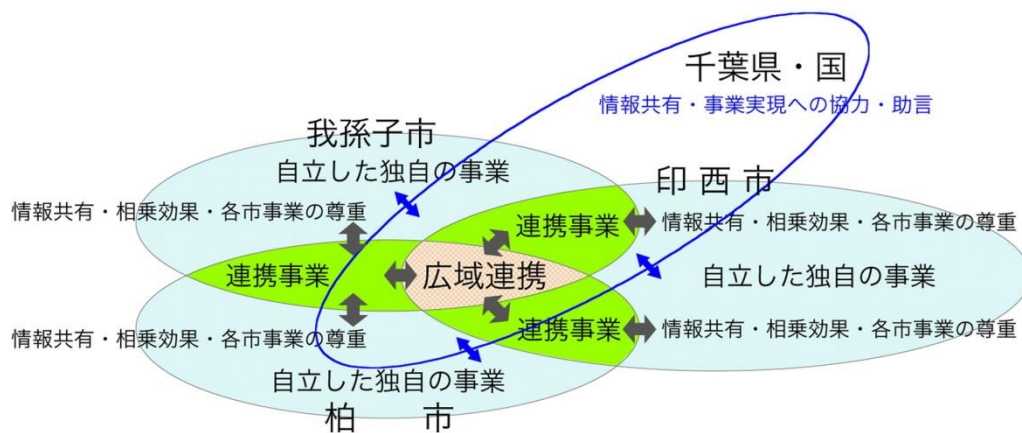 千葉県・国
情報共有・事業実現への協力・助言
我孫子市
自立した独自の事業
印西市
情報共有・相乗効果・各市事業の尊重
連携事業
情報共有・相乗効果・各市事業の尊重
連携事業
広域連携
自立した独自の事業
情報共有・相乗効果・各市事業の尊重
連携事業
情報共有・相乗効果・各市事業の尊重
自立した独自の事業
柏市